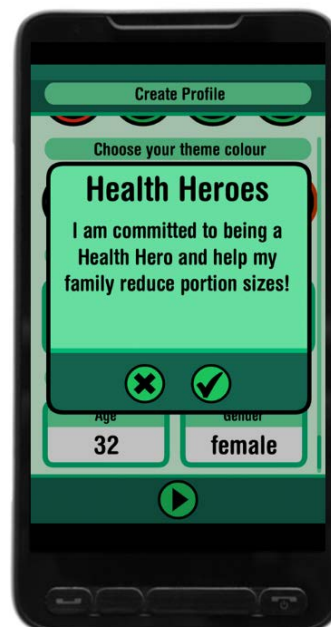 Create Profile
Choose your theme colour
Health Heroes
I am committed to being a
Health Hero and help my
family reduce portion sizes!
Age
Gender
32
female